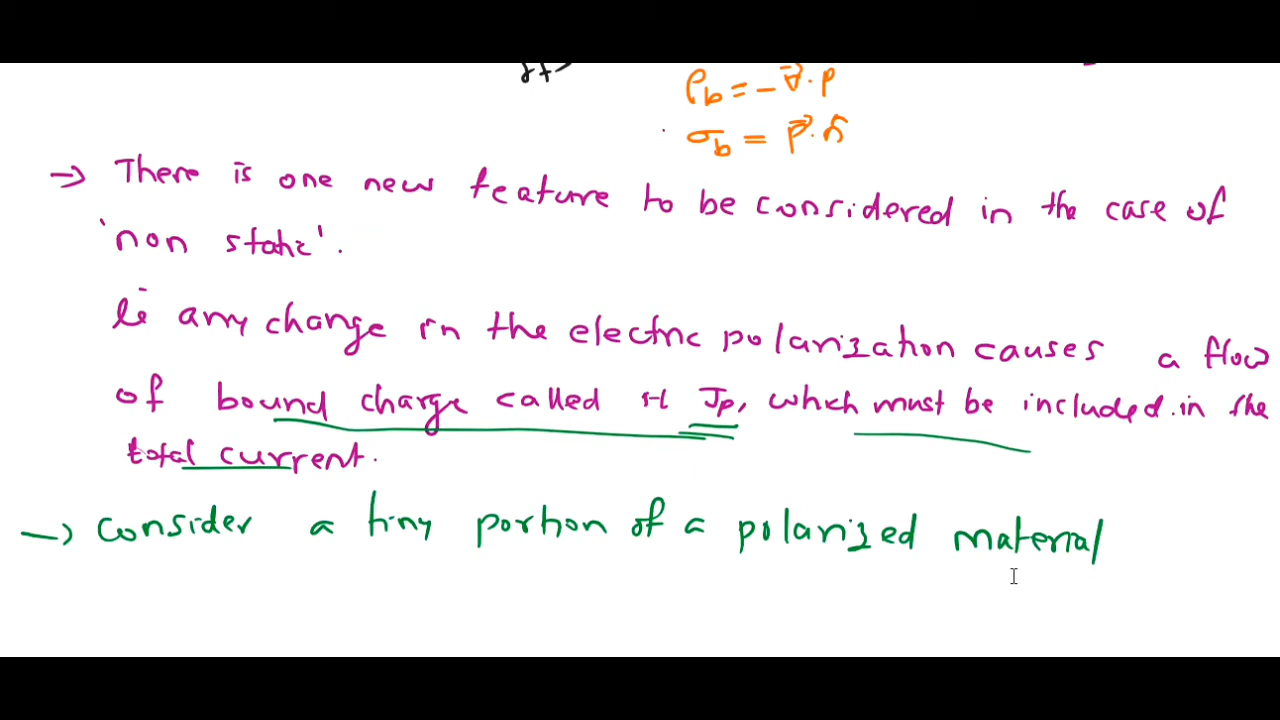 ρb = -∇⃗·p
σb = p⃗·n̂
→ There is one new feature to be considered in the case of
'non static'.
ie any change in the electric polarization causes a flow
of bound charge called it Jp, which must be included in the
total current.
→ Consider a tiny portion of a polarized material